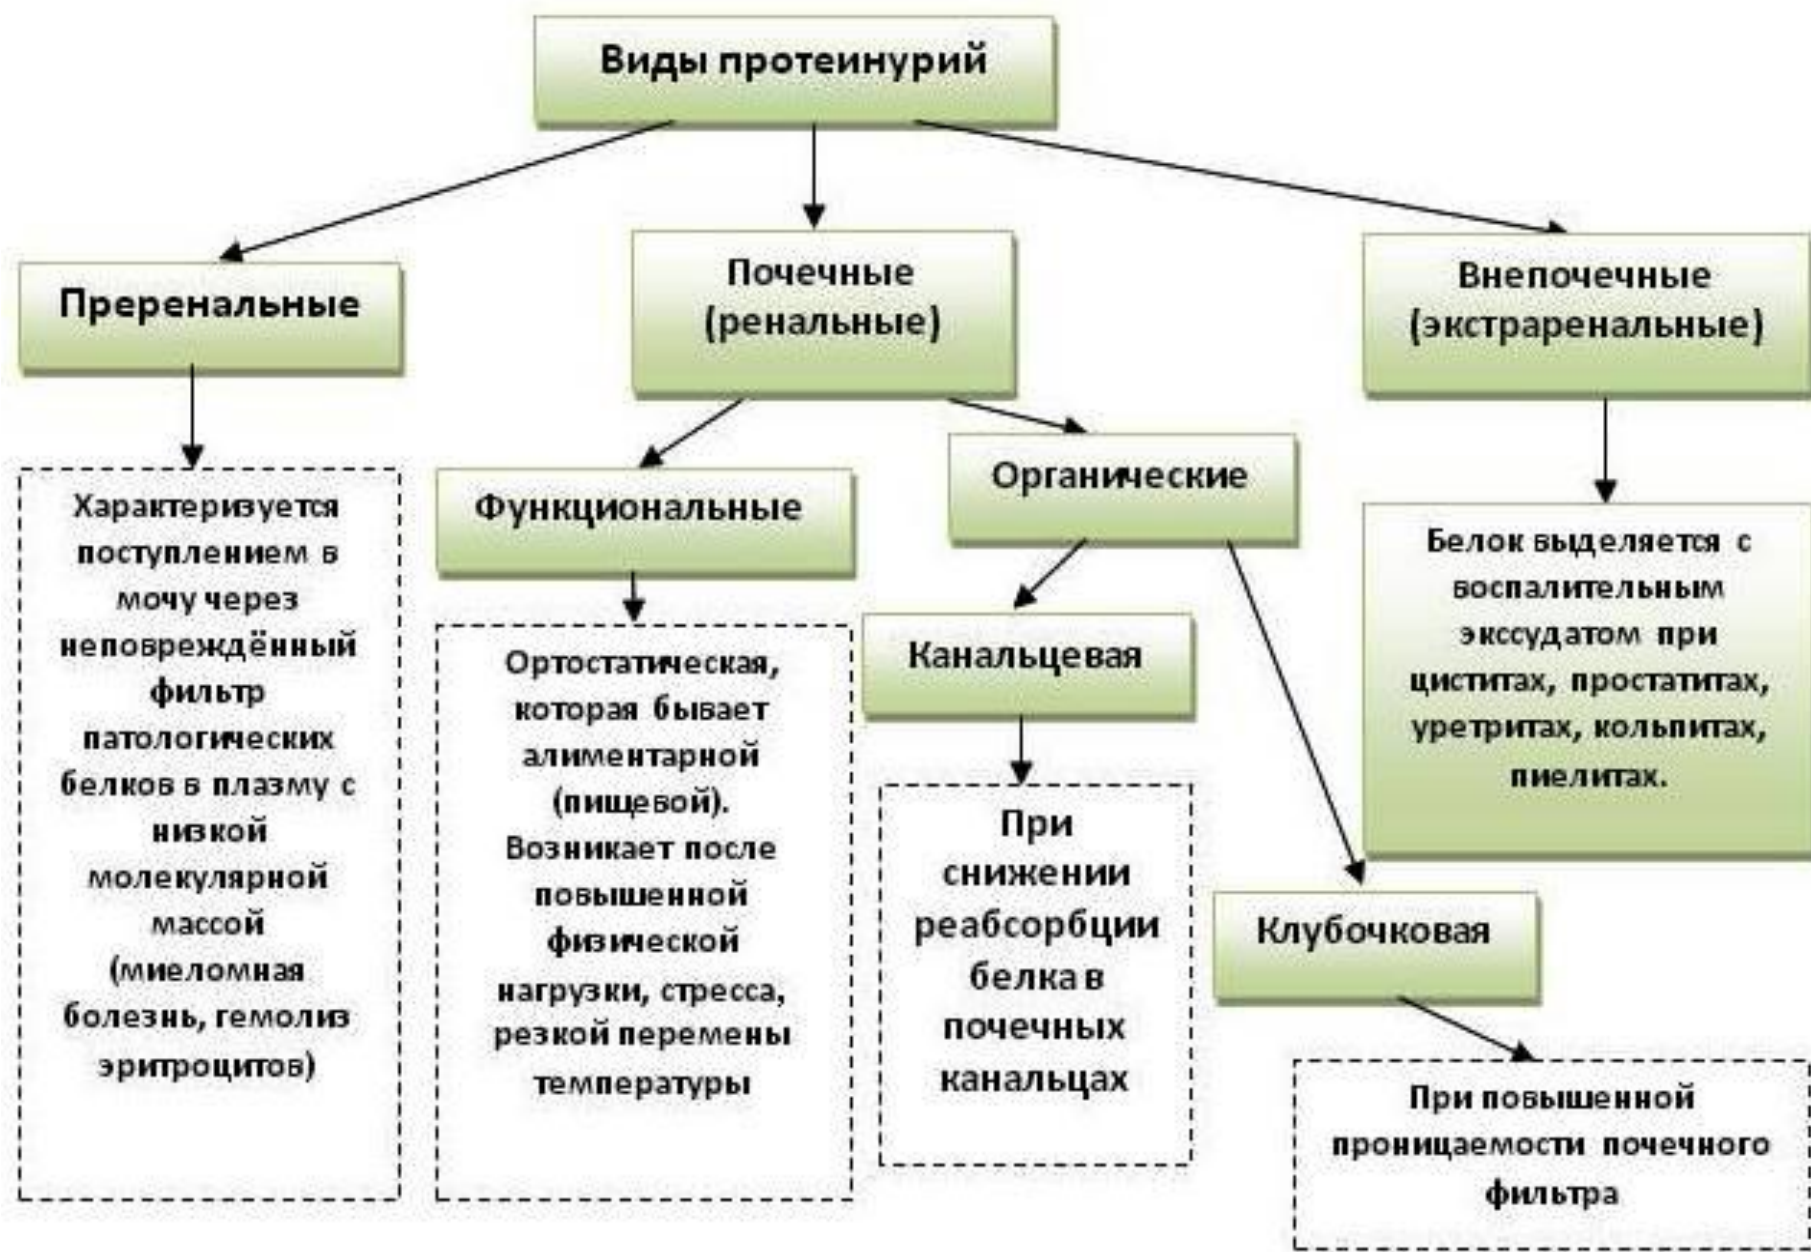 Виды протеинурий
Преренальные
Почечные
(ренальные)
Внепочечные
(экстраренальные)
Характеризуется
поступлением в
мочу через
неповреждённый
фильтр
патологических
белков в плазму с
низкой
молекулярной
массой
(миеломная
болезнь, гемолиз
эритроцитов)
Функциональные
Ортостатическая,
которая бывает
алиментарной
(пищевой).
Возникает после
повышенной
физической
нагрузки, стресса,
резкой перемены
температуры
Органические
Канальцевая
При
снижении
реабсорбции
белка в
почечных
канальцах
Клубочковая
При повышенной
проницаемости почечного
фильтра
Белок выделяется с
воспалительным
экссудатом при
циститах, простатитах,
уретритах, кольпитах,
пиелитах.